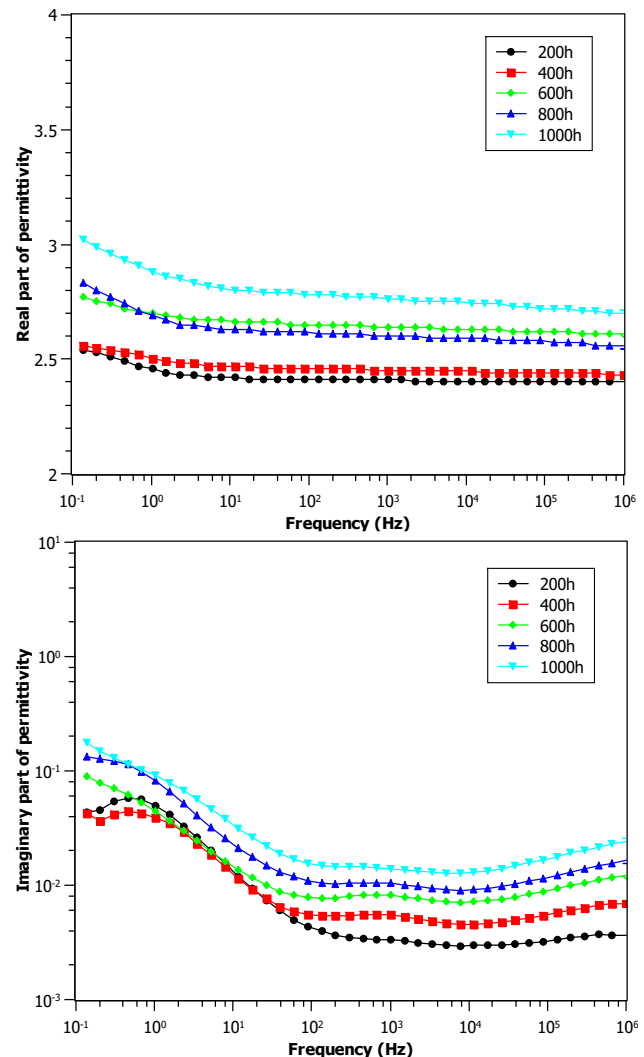 4
3.5
3
2.5
2
Real part of permittivity
200h
400h
600h
800h
1000h
10⁻¹ 10⁰ 10¹ 10² 10³ 10⁴ 10⁵ 10⁶
Frequency (Hz)
10¹
10⁰
10⁻¹
10⁻²
10⁻³
Imaginary part of permittivity
200h
400h
600h
800h
1000h
10⁻¹ 10⁰ 10¹ 10² 10³ 10⁴ 10⁵ 10⁶
Frequency (Hz)